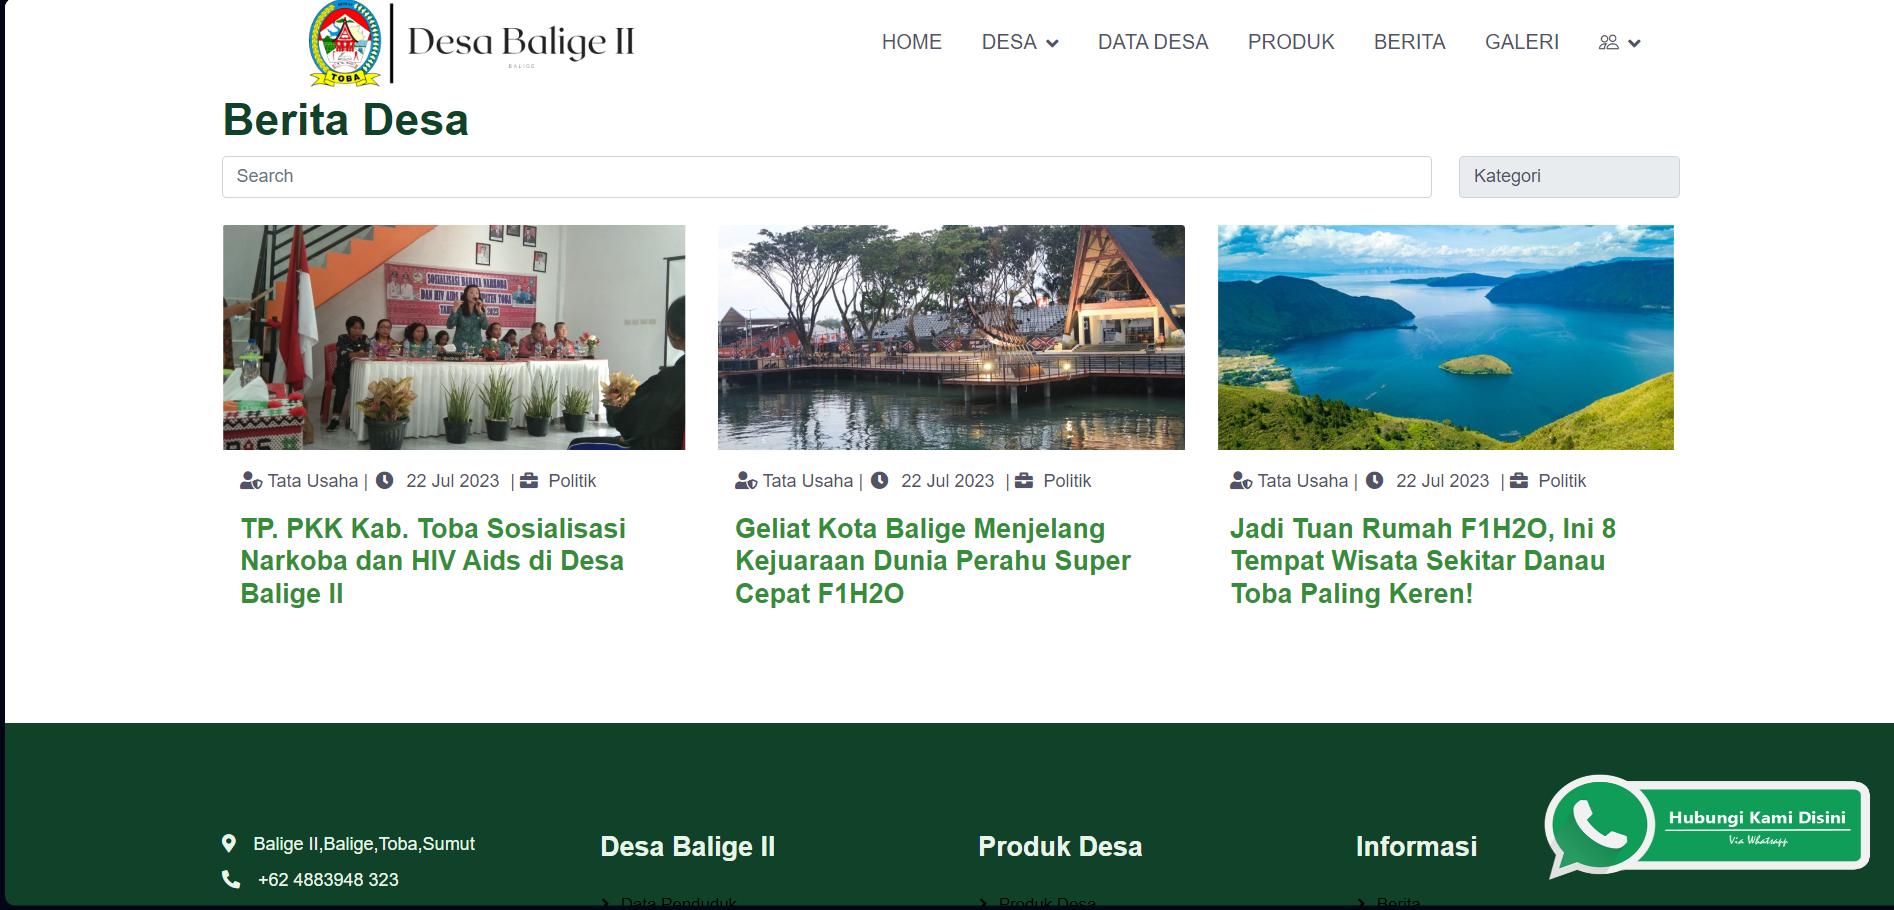 TOBA
Desa Balige II
BALIGE
HOME
DESA
DATA DESA
PRODUK
BERITA
GALERI
Berita Desa
Search
Kategori
SOSIALISASI BAHAYA NARKOBA
DAN HIV AIDS
TOBA
2023
Tata Usaha | 22 Jul 2023 | Politik
TP. PKK Kab. Toba Sosialisasi
Narkoba dan HIV Aids di Desa
Balige II
Tata Usaha | 22 Jul 2023 | Politik
Geliat Kota Balige Menjelang
Kejuaraan Dunia Perahu Super
Cepat F1H2O
Tata Usaha | 22 Jul 2023 | Politik
Jadi Tuan Rumah F1H2O, Ini 8
Tempat Wisata Sekitar Danau
Toba Paling Keren!
Balige II,Balige,Toba,Sumut
+62 4883948 323
Desa Balige II
Data Penduduk
Produk Desa
Produk Desa
Informasi
Berita
Hubungi Kami Disini
Via Whatsapp